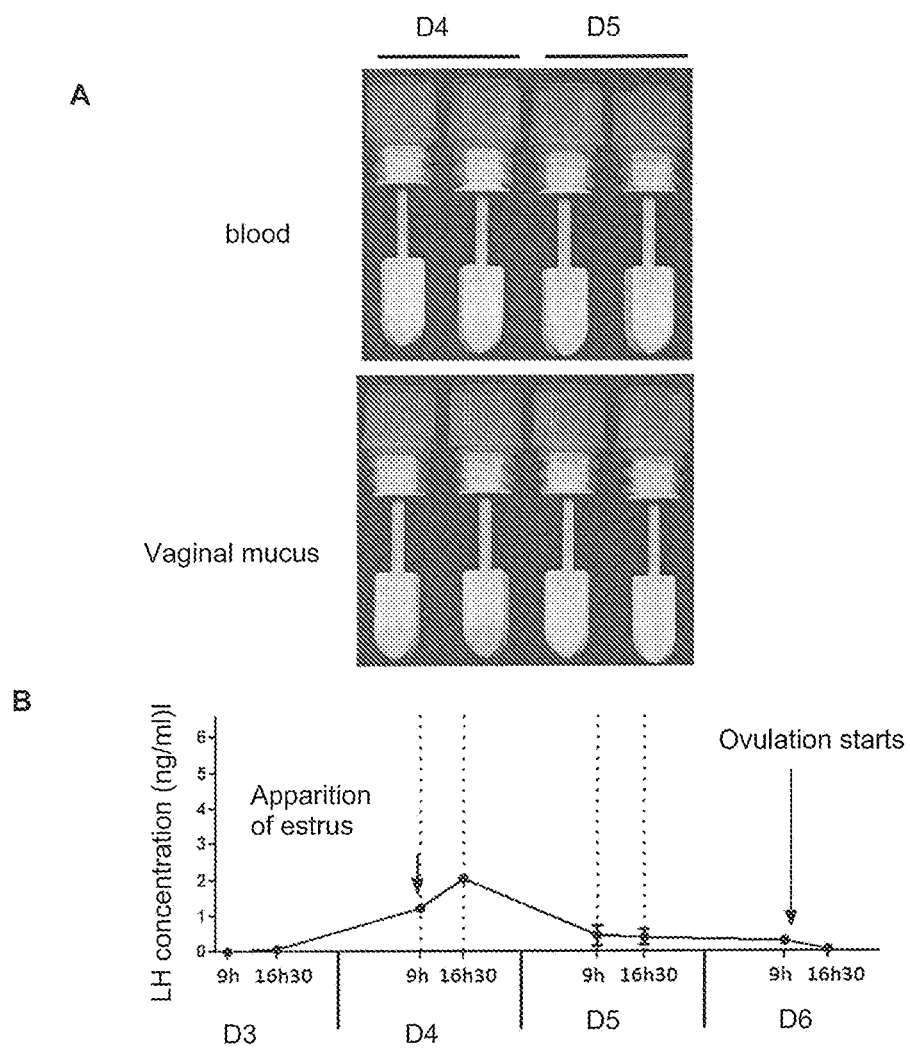 D4 D5
A
blood
Vaginal mucus
B
LH concentration (ng/ml)l
6
5
4
3
2
1
0
Apparition
of estrus
Ovulation starts
9h 16h30 9h 16h30 9h 16h30 9h 16h30
D3 D4 D5 D6